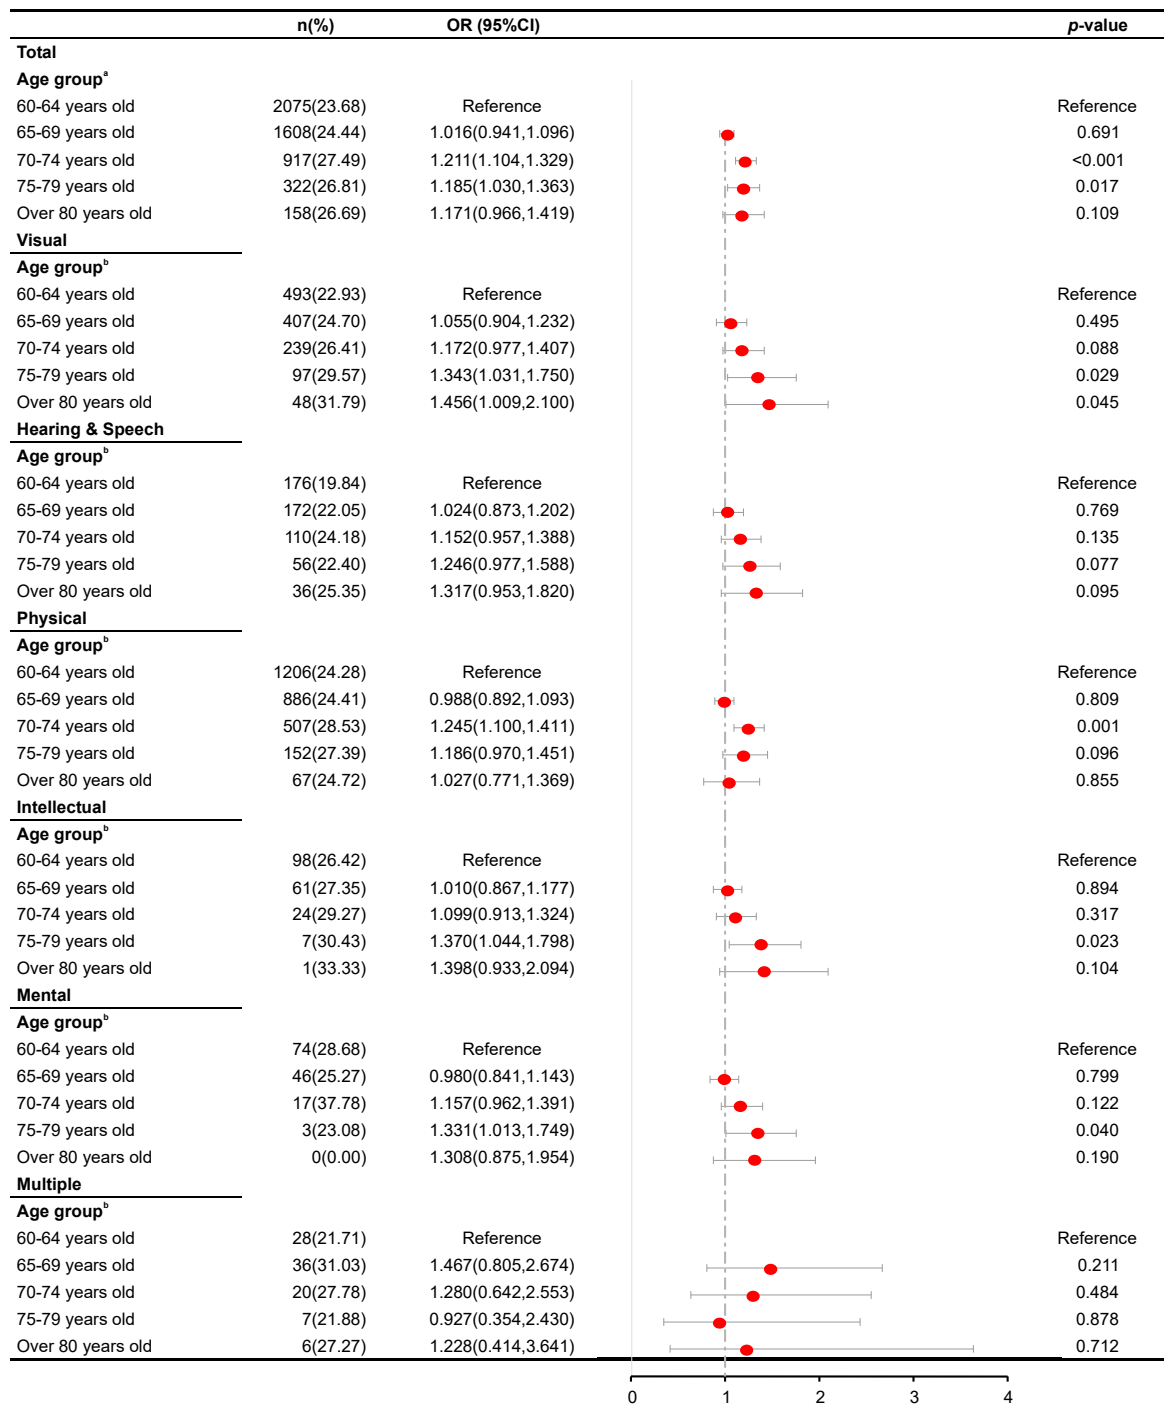 n(%) OR (95%CI) p-value
Total
Age groupᵃ
60-64 years old 2075(23.68) Reference Reference
65-69 years old 1608(24.44) 1.016(0.941,1.096) 0.691
70-74 years old 917(27.49) 1.211(1.104,1.329) <0.001
75-79 years old 322(26.81) 1.185(1.030,1.363) 0.017
Over 80 years old 158(26.69) 1.171(0.966,1.419) 0.109
Visual
Age groupᵇ
60-64 years old 493(22.93) Reference Reference
65-69 years old 407(24.70) 1.055(0.904,1.232) 0.495
70-74 years old 239(26.41) 1.172(0.977,1.407) 0.088
75-79 years old 97(29.57) 1.343(1.031,1.750) 0.029
Over 80 years old 48(31.79) 1.456(1.009,2.100) 0.045
Hearing & Speech
Age groupᵇ
60-64 years old 176(19.84) Reference Reference
65-69 years old 172(22.05) 1.024(0.873,1.202) 0.769
70-74 years old 110(24.18) 1.152(0.957,1.388) 0.135
75-79 years old 56(22.40) 1.246(0.977,1.588) 0.077
Over 80 years old 36(25.35) 1.317(0.953,1.820) 0.095
Physical
Age groupᵇ
60-64 years old 1206(24.28) Reference Reference
65-69 years old 886(24.41) 0.988(0.892,1.093) 0.809
70-74 years old 507(28.53) 1.245(1.100,1.411) 0.001
75-79 years old 152(27.39) 1.186(0.970,1.451) 0.096
Over 80 years old 67(24.72) 1.027(0.771,1.369) 0.855
Intellectual
Age groupᵇ
60-64 years old 98(26.42) Reference Reference
65-69 years old 61(27.35) 1.010(0.867,1.177) 0.894
70-74 years old 24(29.27) 1.099(0.913,1.324) 0.317
75-79 years old 7(30.43) 1.370(1.044,1.798) 0.023
Over 80 years old 1(33.33) 1.398(0.933,2.094) 0.104
Mental
Age groupᵇ
60-64 years old 74(28.68) Reference Reference
65-69 years old 46(25.27) 0.980(0.841,1.143) 0.799
70-74 years old 17(37.78) 1.157(0.962,1.391) 0.122
75-79 years old 3(23.08) 1.331(1.013,1.749) 0.040
Over 80 years old 0(0.00) 1.308(0.875,1.954) 0.190
Multiple
Age groupᵇ
60-64 years old 28(21.71) Reference Reference
65-69 years old 36(31.03) 1.467(0.805,2.674) 0.211
70-74 years old 20(27.78) 1.280(0.642,2.553) 0.484
75-79 years old 7(21.88) 0.927(0.354,2.430) 0.878
Over 80 years old 6(27.27) 1.228(0.414,3.641) 0.712
0 1 2 3 4